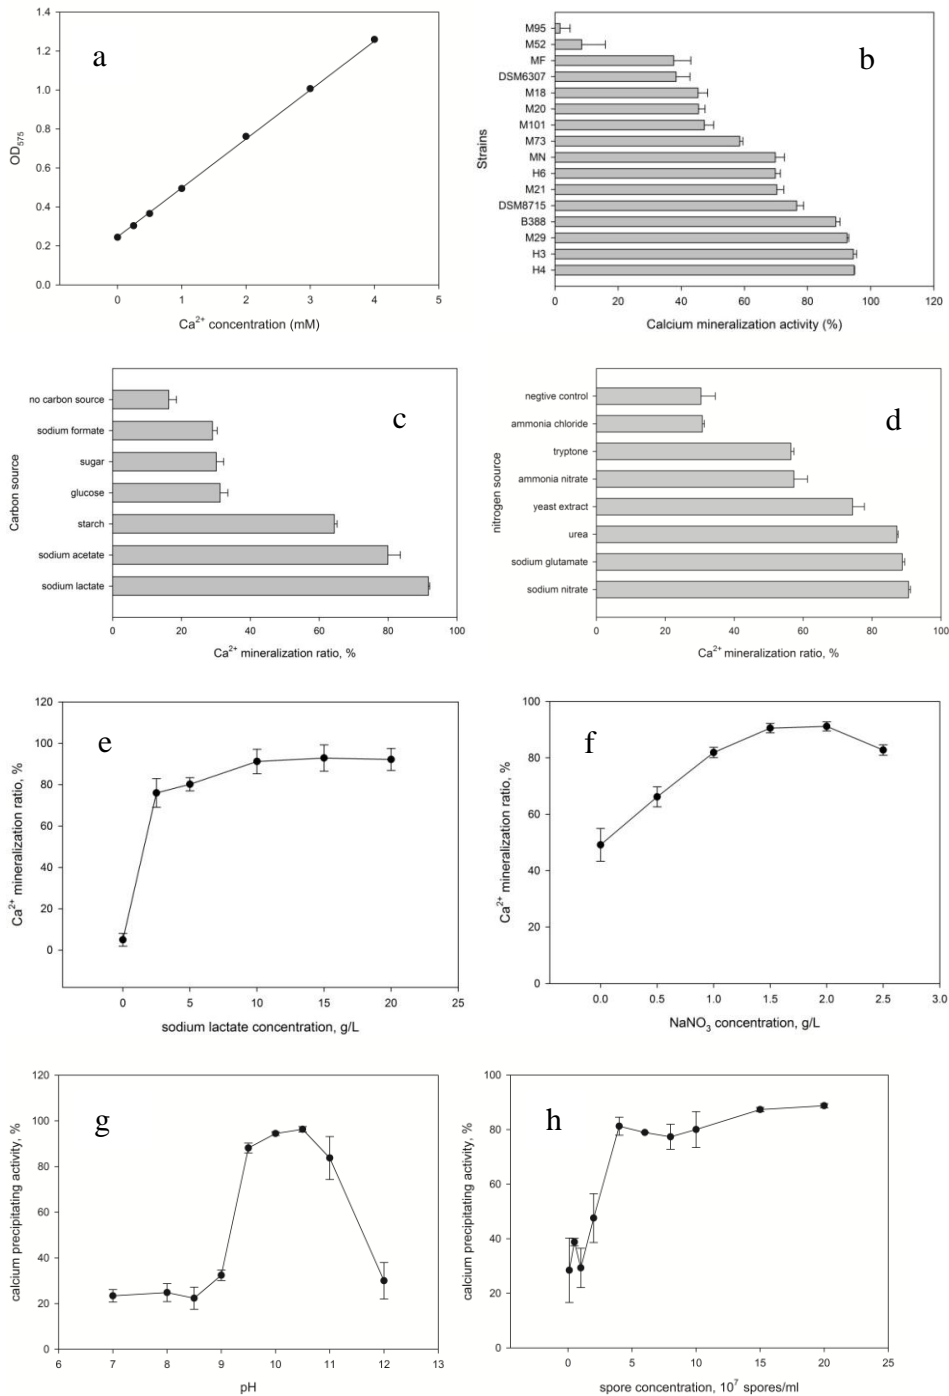 a
1.4
1.2
1.0
0.8
0.6
0.4
0.2
0.0
OD575
0 1 2 3 4 5
Ca2+ concentration (mM)
b
M95
M52
MF
DSM6307
M18
M20
M101
M73
MN
H6
M21
DSM8715
B388
M29
H3
H4
Strains
0 20 40 60 80 100 120
Calcium mineralization activity (%)
c
no carbon source
sodium formate
sugar
glucose
starch
sodium acetate
sodium lactate
Carbon source
0 20 40 60 80 100
Ca2+ mineralization ratio, %
d
negtive control
ammonia chloride
tryptone
ammonia nitrate
yeast extract
urea
sodium glutamate
sodium nitrate
nitrogen source
0 20 40 60 80 100
Ca2+ mineralization ratio, %
e
120
100
80
60
40
20
0
Ca2+ mineralization ratio, %
0 5 10 15 20 25
sodium lactate concentration, g/L
f
100
80
60
40
20
0
Ca2+ mineralization ratio, %
0.0 0.5 1.0 1.5 2.0 2.5 3.0
NaNO3 concentration, g/L
g
120
100
80
60
40
20
0
calcium precipitating activity, %
6 7 8 9 10 11 12 13
pH
h
100
80
60
40
20
0
calcium precipitating activity, %
0 5 10 15 20 25
spore concentration, 10^7 spores/ml